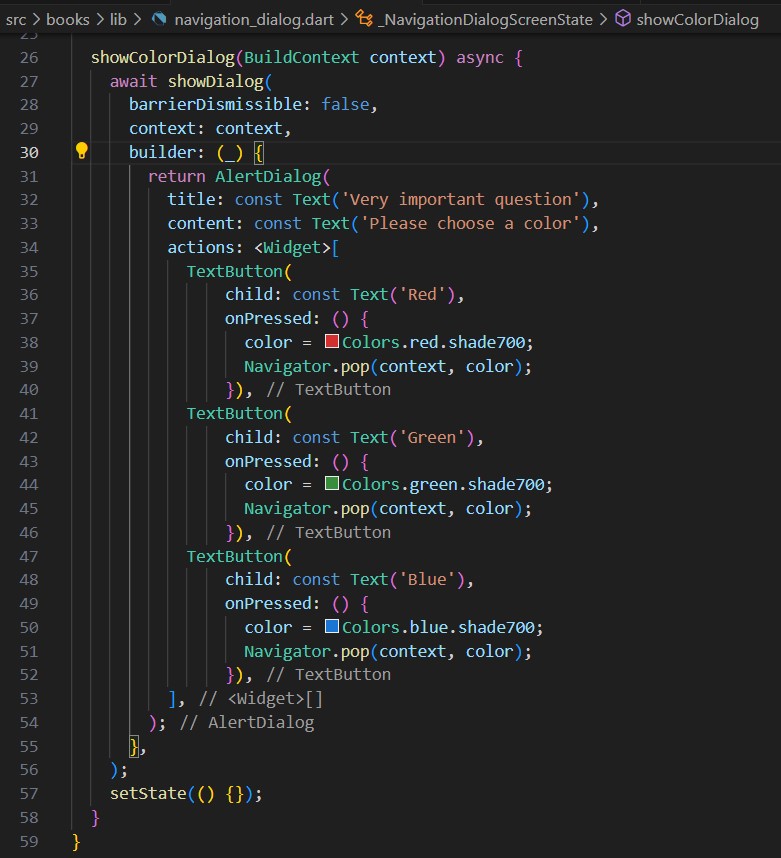 src > books > lib > navigation_dialog.dart > _NavigationDialogScreenState > showColorDialog
25
26 showColorDialog(BuildContext context) async {
27 await showDialog(
28 barrierDismissible: false,
29 context: context,
30 builder: (_) {
31 return AlertDialog(
32 title: const Text('Very important question'),
33 content: const Text('Please choose a color'),
34 actions: <Widget>[
35 TextButton(
36 child: const Text('Red'),
37 onPressed: () {
38 color = Colors.red.shade700;
39 Navigator.pop(context, color);
40 }), // TextButton
41 TextButton(
42 child: const Text('Green'),
43 onPressed: () {
44 color = Colors.green.shade700;
45 Navigator.pop(context, color);
46 }), // TextButton
47 TextButton(
48 child: const Text('Blue'),
49 onPressed: () {
50 color = Colors.blue.shade700;
51 Navigator.pop(context, color);
52 }), // TextButton
53 ], // <Widget>[]
54 ); // AlertDialog
55 },
56 );
57 setState(() {});
58 }
59 }